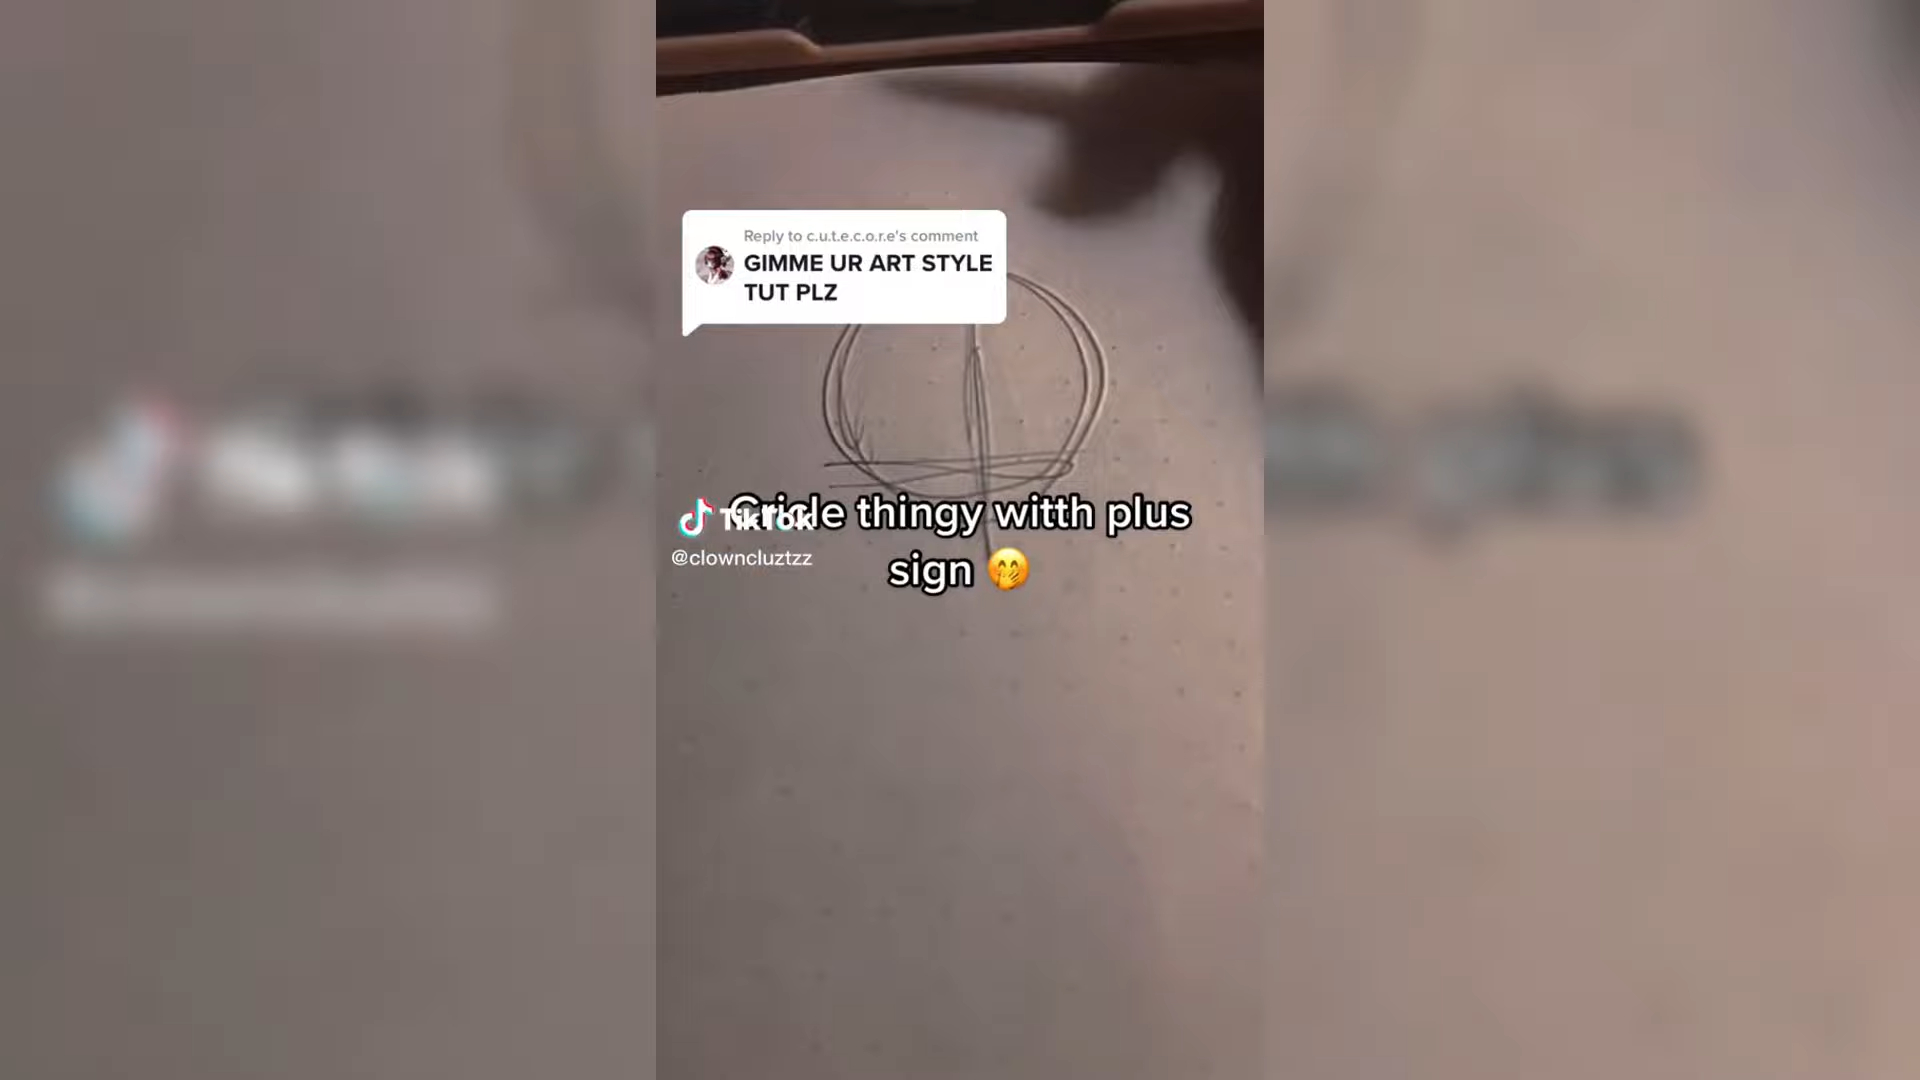 Reply to c.u.t.e.c.o.r.e's comment
GIMME UR ART STYLE
TUT PLZ
Cricle thingy witth plus
sign 🤭
TikTok
@clowncluztzz